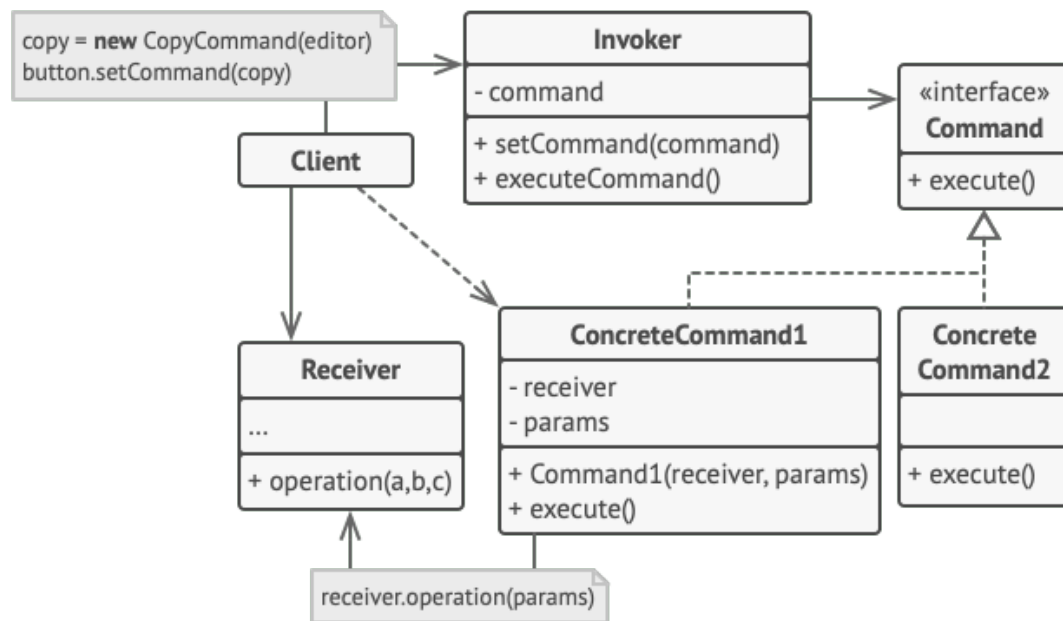 copy = new CopyCommand(editor)
button.setCommand(copy)
Client
Invoker
- command
+ setCommand(command)
+ executeCommand()
«interface»
Command
+ execute()
Receiver
...
+ operation(a,b,c)
ConcreteCommand1
- receiver
- params
+ Command1(receiver, params)
+ execute()
Concrete
Command2
+ execute()
receiver.operation(params)